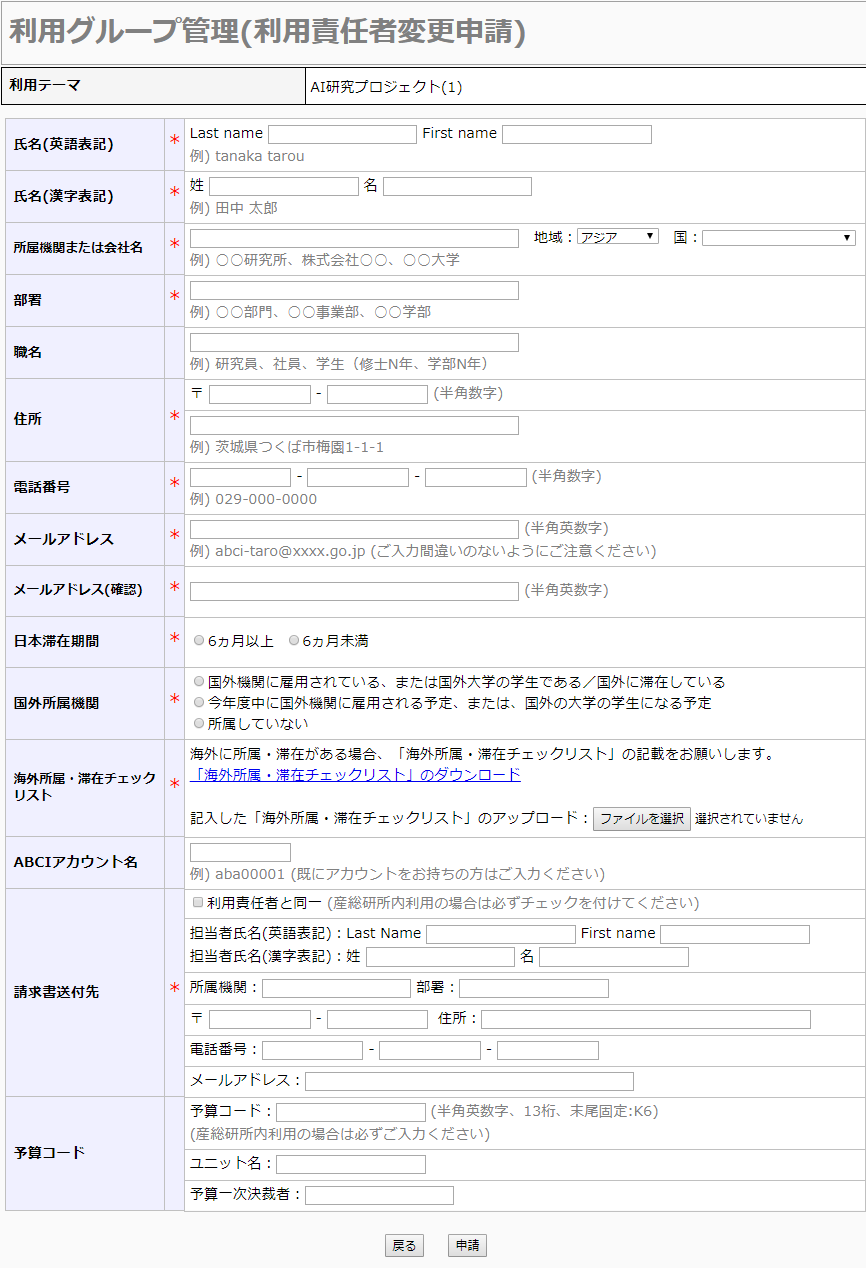 利用グループ管理(利用責任者変更申請)
利用テーマ AI研究プロジェクト(1)
氏名(英語表記) * Last name First name
例) tanaka tarou
氏名(漢字表記) * 姓 名
例) 田中 太郎
所属機関または会社名 * 地域：アジア 国：
例) ○○研究所、株式会社○○、○○大学
部署 *
例) ○○部門、○○事業部、○○学部
職名
例) 研究員、社員、学生（修士N年、学部N年）
住所 * 〒 - (半角数字)
例) 茨城県つくば市梅園1-1-1
電話番号 * - - (半角数字)
例) 029-000-0000
メールアドレス * (半角英数字)
例) abci-taro@xxxx.go.jp (ご入力間違いのないようにご注意ください)
メールアドレス(確認) * (半角英数字)
日本滞在期間 * 6ヵ月以上 6ヵ月未満
国外所属機関 * 国外機関に雇用されている、または国外大学の学生である／国外に滞在している
今年度中に国外機関に雇用される予定、または、国外の大学の学生になる予定
所属していない
海外所属・滞在チェック
リスト * 海外に所属・滞在がある場合、「海外所属・滞在チェックリスト」の記載をお願いします。
「海外所属・滞在チェックリスト」のダウンロード
記入した「海外所属・滞在チェックリスト」のアップロード： ファイルを選択 選択されていません
ABCIアカウント名
例) aba00001 (既にアカウントをお持ちの方はご入力ください)
請求書送付先 * 利用責任者と同一 (産総研所内利用の場合は必ずチェックを付けてください)
担当者氏名(英語表記)：Last Name First name
担当者氏名(漢字表記)：姓 名
所属機関： 部署：
〒 - 住所：
電話番号： - -
メールアドレス：
予算コード 予算コード： (半角英数字、13桁、末尾固定:K6)
(産総研所内利用の場合は必ずご入力ください)
ユニット名：
予算一次決裁者：
戻る 申請